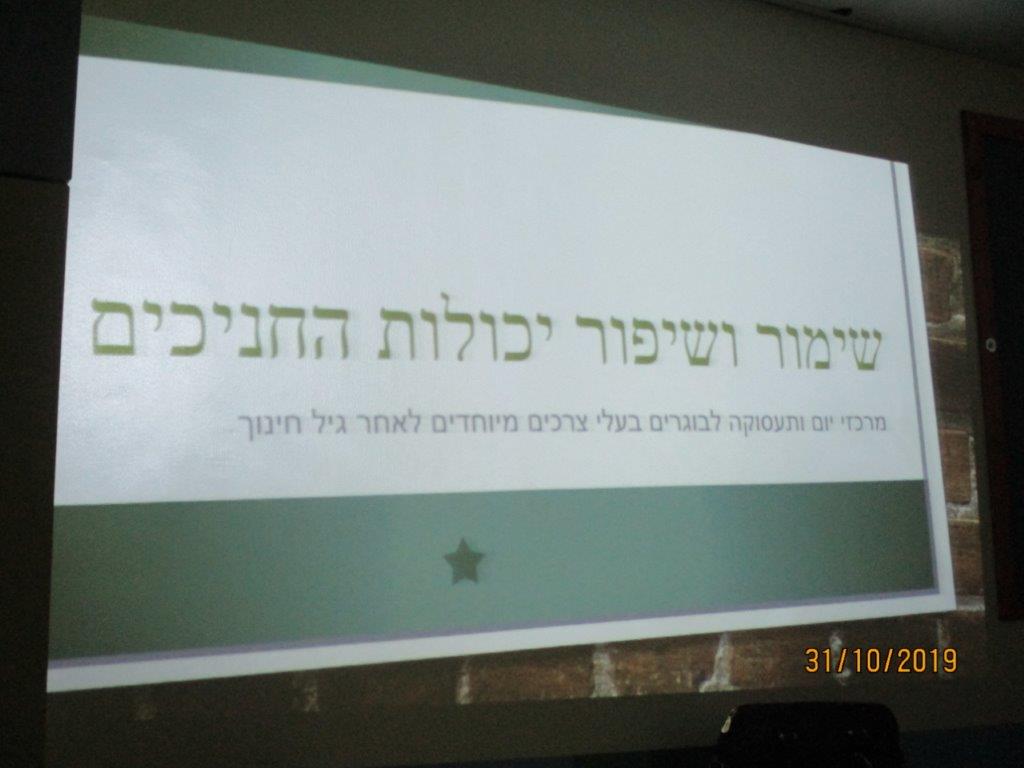 שימור ושיפור יכולות החניכים
מרכזי יום ותעסוקה לבוגרים בעלי צרכים מיוחדים לאחר גיל חינוך
31/10/2019